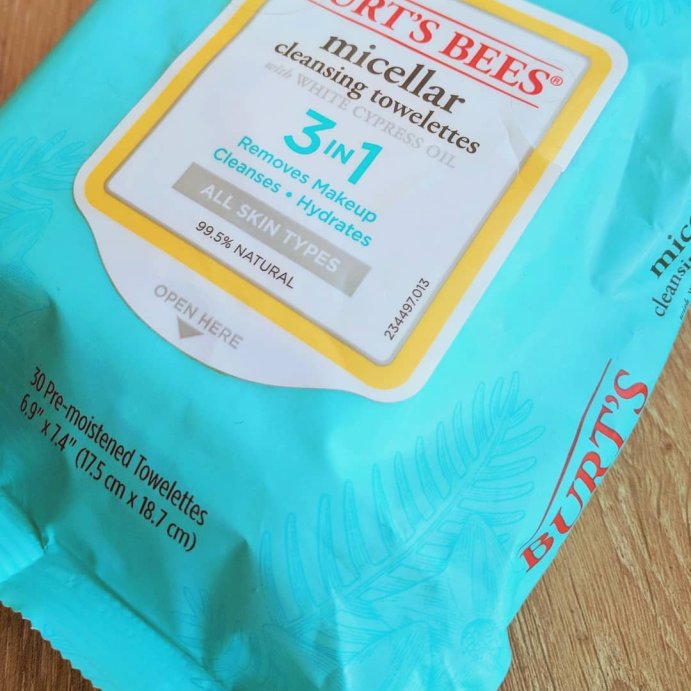 BURT'S BEES®
micellar
cleansing towelettes
with WHITE CYPRESS OIL
3 IN 1
Removes Makeup
Cleanses • Hydrates
ALL SKIN TYPES
99.5% NATURAL
234497.013
OPEN HERE
30 Pre-moistened Towelettes
6.9" x 7.4" (17.5 cm x 18.7 cm)
BURT'S